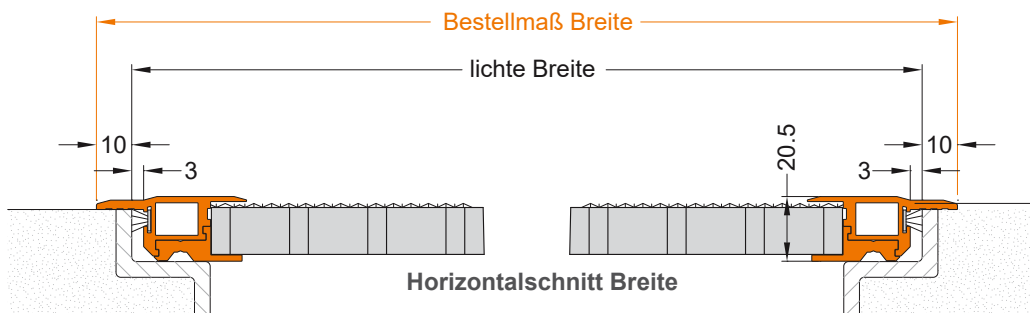 Bestellmaß Breite
lichte Breite
10
3
20.5
3
10
Horizontalschnitt Breite